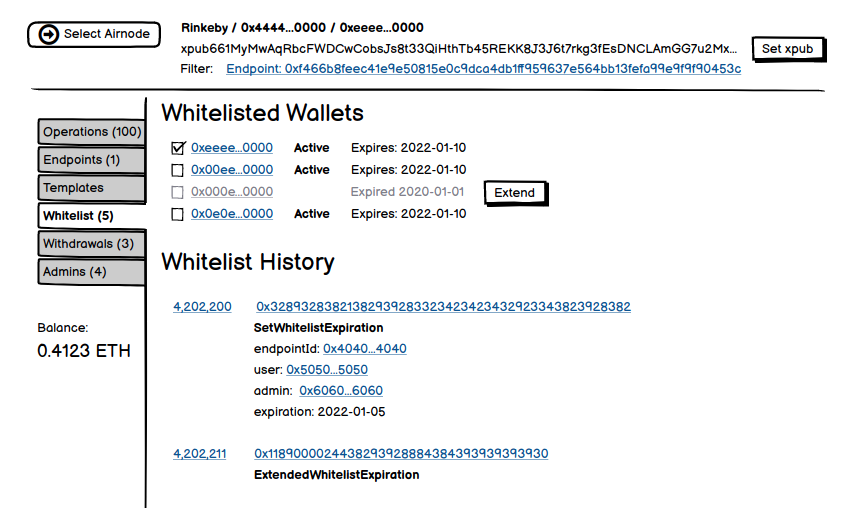 Select Airnode
Rinkeby / 0x4444...0000 / 0xeeee...0000
xpub661MyMwAqRbcFWDCwCobsJs8t33QiHthTb45REKK8J3J6t7rkg3fEsDNCLAmGG7u2Mx...
Set xpub
Filter: Endpoint: 0xf466b8feec41e9e50815e0c9dca4db1ff959637e564bb13fefa99e9f9f90453c
Operations (100)
Endpoints (1)
Templates
Whitelist (5)
Withdrawals (3)
Admins (4)
Balance:
0.4123 ETH
Whitelisted Wallets
0xeeee...0000 Active Expires: 2022-01-10
0x00ee...0000 Active Expires: 2022-01-10
0x000e...0000 Expired 2020-01-01 Extend
0x0e0e...0000 Active Expires: 2022-01-10
Whitelist History
4,202,200 0x32893283821382939283323423423432923343823928382
SetWhitelistExpiration
endpointId: 0x4040...4040
user: 0x5050...5050
admin: 0x6060...6060
expiration: 2022-01-05
4,202,211 0x118900002443829392888438439393939393930
ExtendedWhitelistExpiration